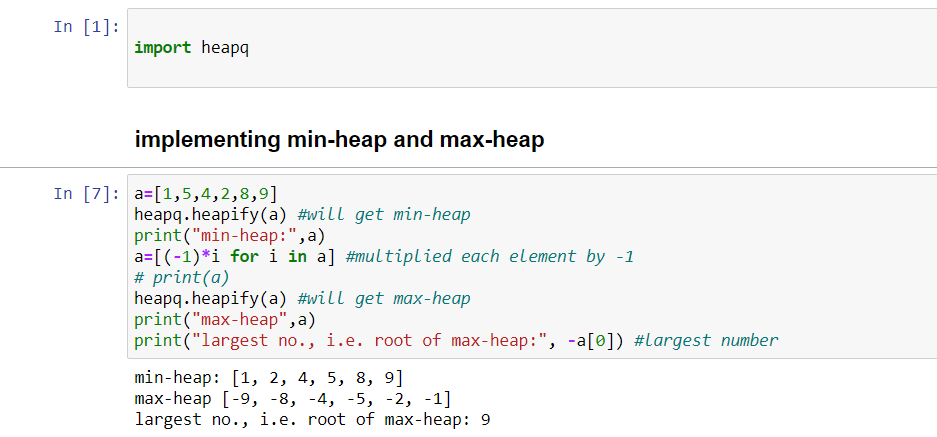 In [1]:
import heapq
implementing min-heap and max-heap
In [7]: a=[1,5,4,2,8,9]
heapq.heapify(a) #will get min-heap
print("min-heap:",a)
a=[(-1)*i for i in a] #multiplied each element by -1
# print(a)
heapq.heapify(a) #will get max-heap
print("max-heap",a)
print("largest no., i.e. root of max-heap:", -a[0]) #largest number
min-heap: [1, 2, 4, 5, 8, 9]
max-heap [-9, -8, -4, -5, -2, -1]
largest no., i.e. root of max-heap: 9